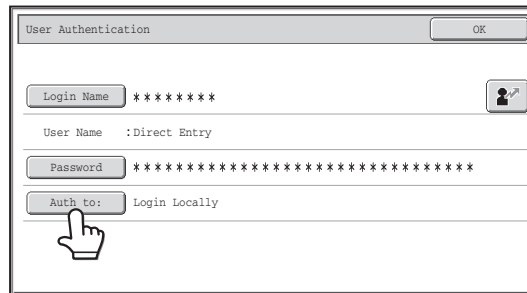 User Authentication
OK
Login Name ********
User Name :Direct Entry
Password ********************************
Auth to: Login Locally